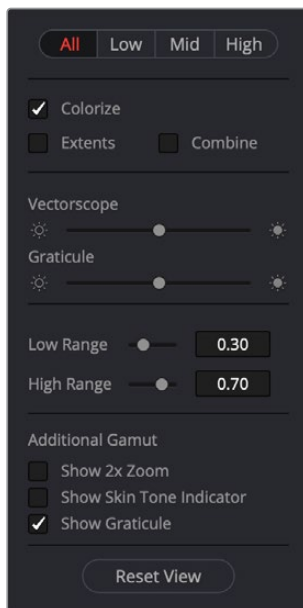 All Low Mid High
Colorize
Extents Combine
Vectorscope
Graticule
Low Range 0.30
High Range 0.70
Additional Gamut
Show 2x Zoom
Show Skin Tone Indicator
Show Graticule
Reset View